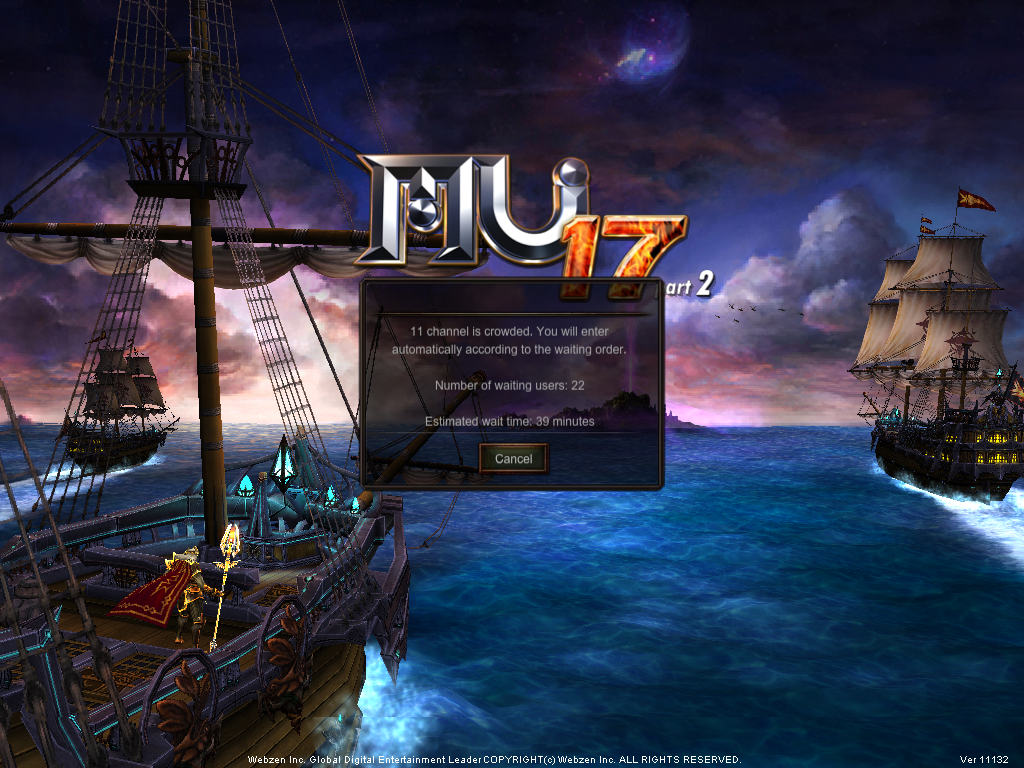 MU
17
art 2
11 channel is crowded. You will enter
automatically according to the waiting order.
Number of waiting users: 22
Estimated wait time: 39 minutes
Cancel
Webzen Inc. Global Digital Entertainment Leader COPYRIGHT(c) Webzen Inc. ALL RIGHTS RESERVED.
Ver 11132